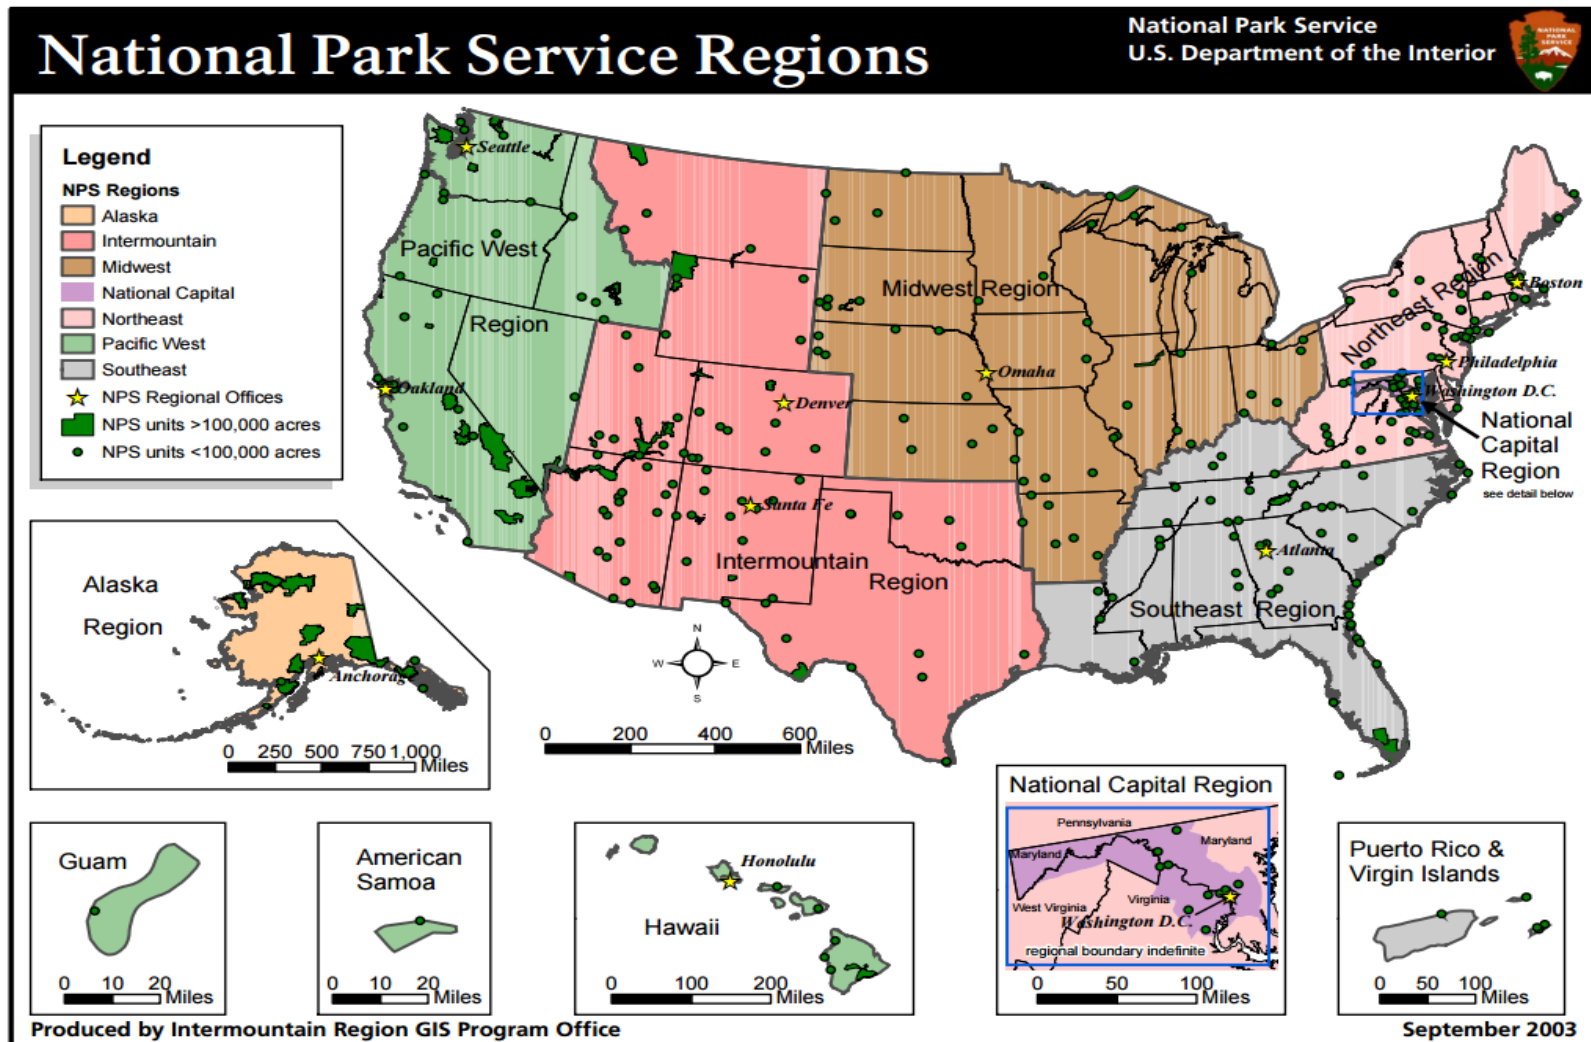 National Park Service Regions
National Park Service
U.S. Department of the Interior
NATIONAL
PARK
SERVICE
Legend
NPS Regions
Alaska
Intermountain
Midwest
National Capital
Northeast
Pacific West
Southeast
NPS Regional Offices
NPS units >100,000 acres
NPS units <100,000 acres
Seattle
Pacific West
Region
Oakland
Midwest Region
Omaha
Denver
Santa Fe
Intermountain
Region
Northeast Region
Boston
Philadelphia
Washington D.C.
National
Capital
Region
see detail below
Atlanta
Southeast Region
N
W
E
S
0 200 400 600
Miles
Alaska
Region
Anchorage
0 250 500 750 1,000
Miles
Guam
0 10 20
Miles
American
Samoa
0 10 20
Miles
Honolulu
Hawaii
0 100 200
Miles
National Capital Region
Pennsylvania
Maryland
Maryland
West Virginia
Virginia
Washington D.C.
regional boundary indefinite
0 50 100
Miles
Puerto Rico &
Virgin Islands
0 50 100
Miles
Produced by Intermountain Region GIS Program Office
September 2003